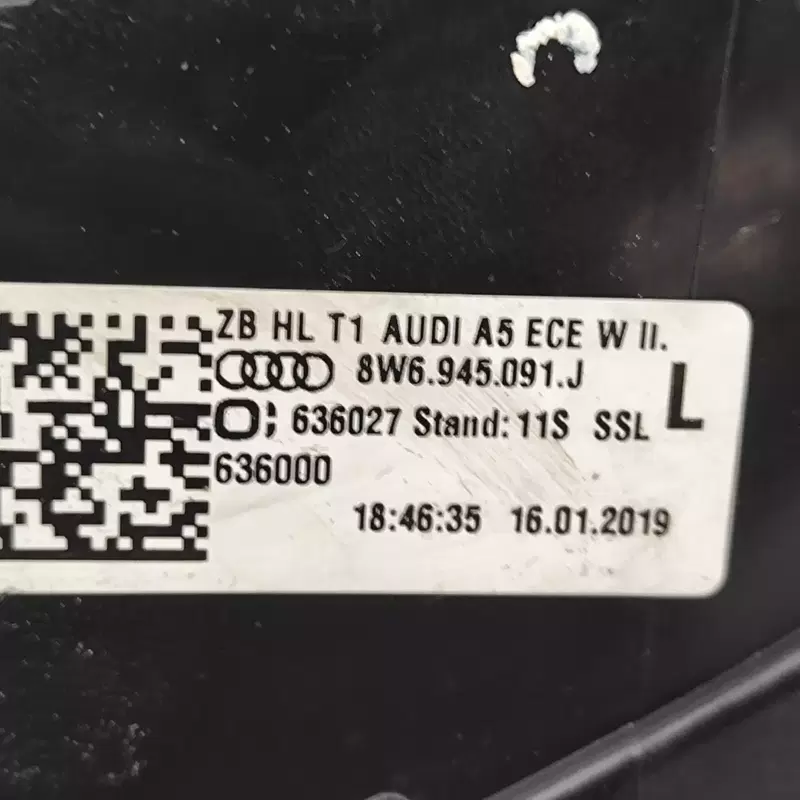 ZB HL T1 AUDI A5 ECE W II.
8W6.945.091.J
L
636027 Stand: 11S SSL
636000
18:46:35 16.01.2019